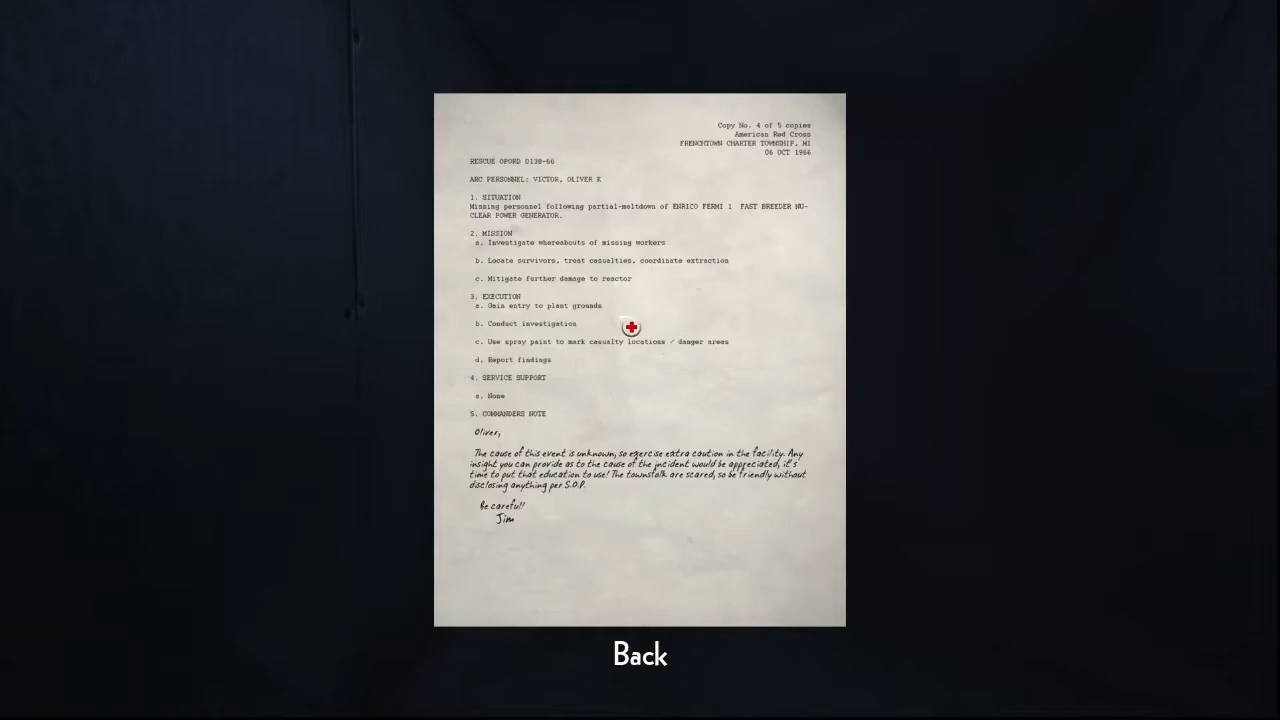 Copy No. 4 of 5 copies
American Red Cross
FRENCHTOWN CHARTER TOWNSHIP, MI
06 OCT 1966
RESCUE OPORD 0138-66
ARC PERSONNEL: VICTOR, OLIVER K
1. SITUATION
Missing personnel following partial-meltdown of ENRICO FERMI 1 FAST BREEDER NU-
CLEAR POWER GENERATOR.
2. MISSION
a. Investigate whereabouts of missing workers
b. Locate survivors, treat casualties, coordinate extraction
c. Mitigate further damage to reactor
3. EXECUTION
a. Gain entry to plant grounds
b. Conduct investigation
c. Use spray paint to mark casualty locations / danger areas
d. Report findings
4. SERVICE SUPPORT
a. None
5. COMMANDERS NOTE
Oliver,
The cause of this event is unknown, so exercise extra caution in the facility. Any
insight you can provide as to the cause of the incident would be appreciated, it's
time to put that education to use! The townsfolk are scared, so be friendly without
disclosing anything per S.O.P.
Be careful!
Jim
Back